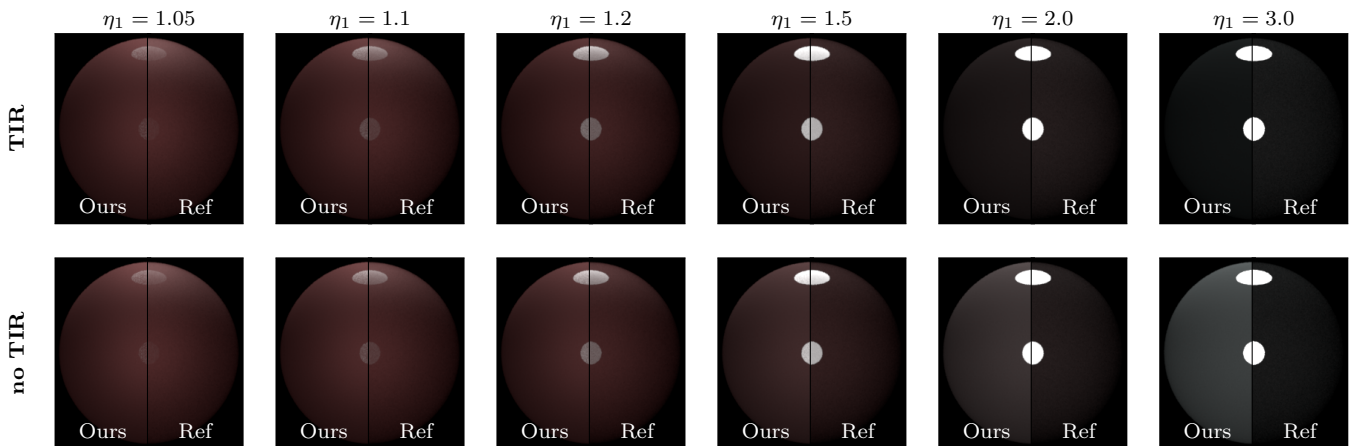 η₁ = 1.05 η₁ = 1.1 η₁ = 1.2 η₁ = 1.5 η₁ = 2.0 η₁ = 3.0
TIR
Ours Ref Ours Ref Ours Ref Ours Ref Ours Ref Ours Ref
no TIR
Ours Ref Ours Ref Ours Ref Ours Ref Ours Ref Ours Ref